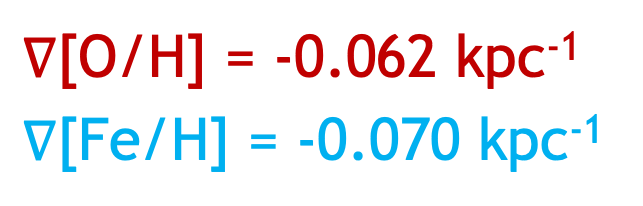 ∇[O/H] = -0.062 kpc⁻¹
∇[Fe/H] = -0.070 kpc⁻¹